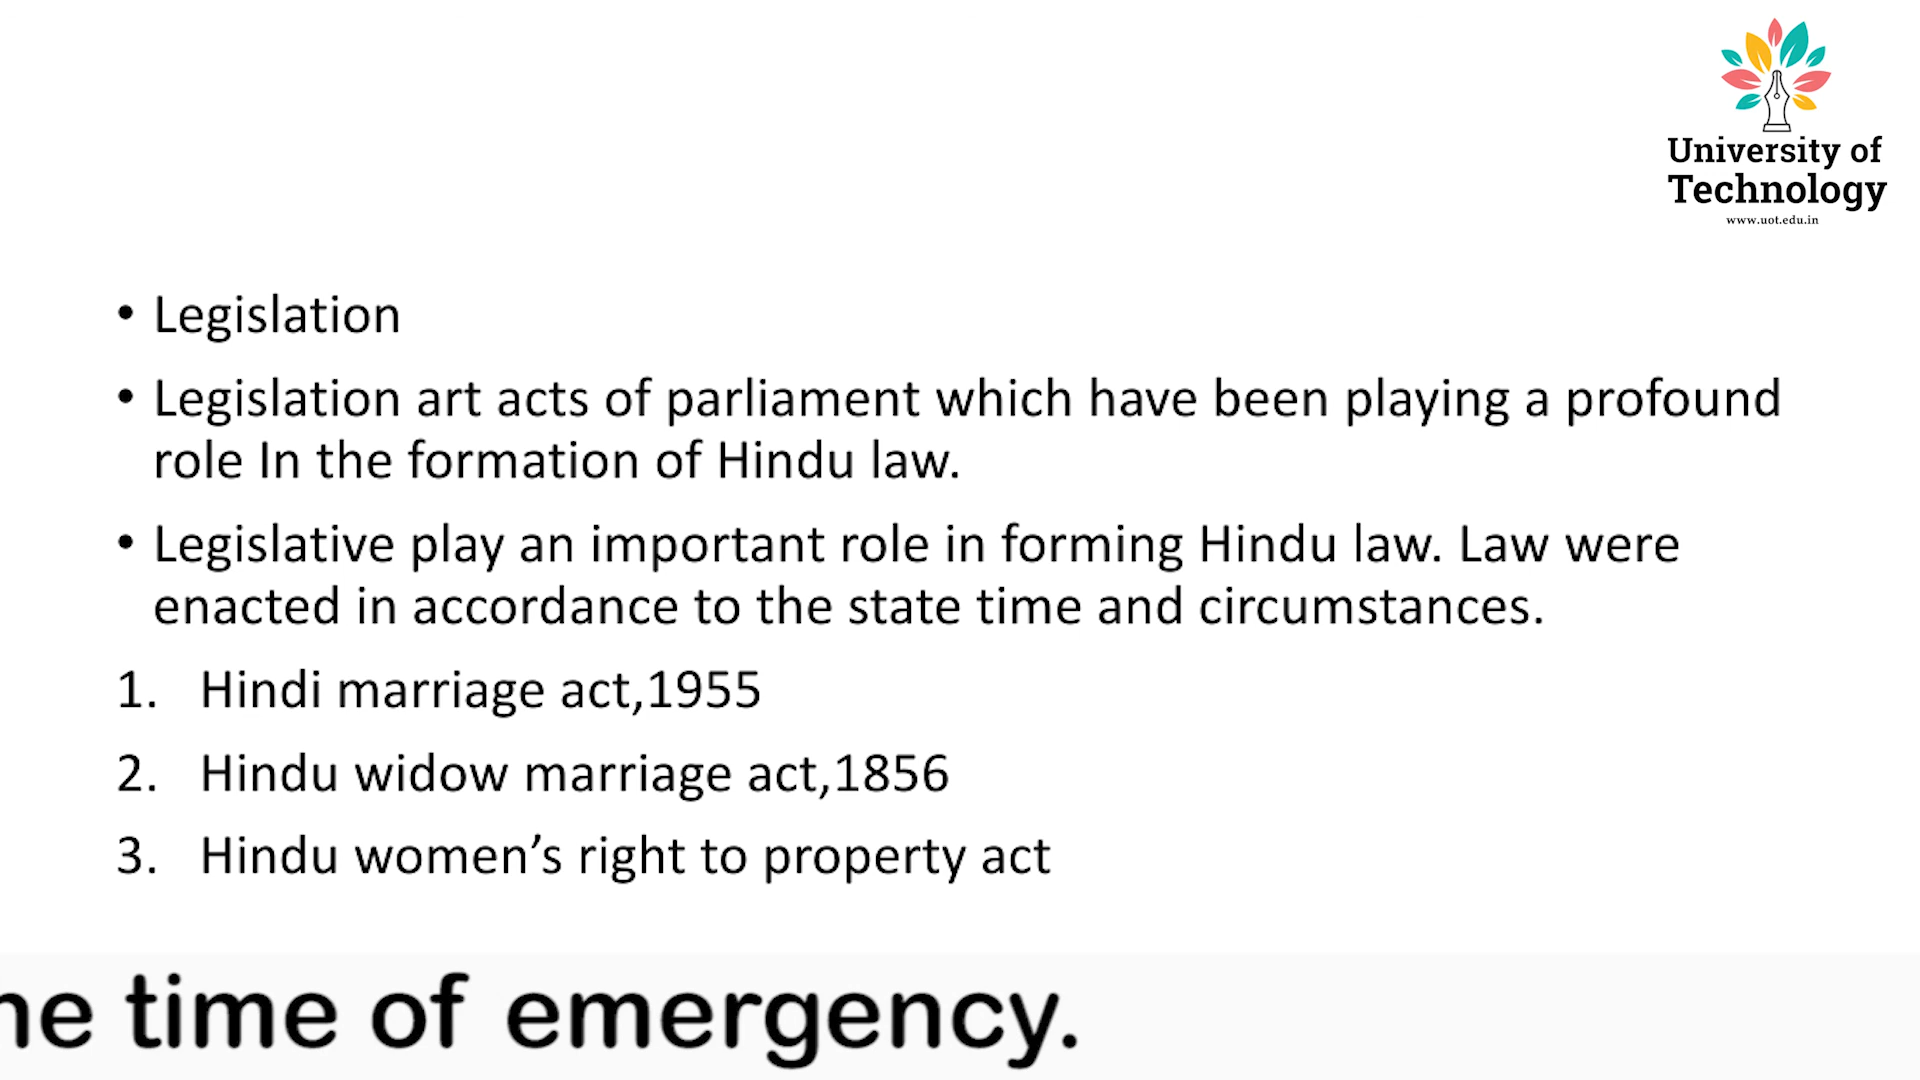 University of
Technology
www.uot.edu.in
• Legislation
• Legislation art acts of parliament which have been playing a profound
role In the formation of Hindu law.
• Legislative play an important role in forming Hindu law. Law were
enacted in accordance to the state time and circumstances.
1. Hindi marriage act,1955
2. Hindu widow marriage act,1856
3. Hindu women’s right to property act
time of emergency.